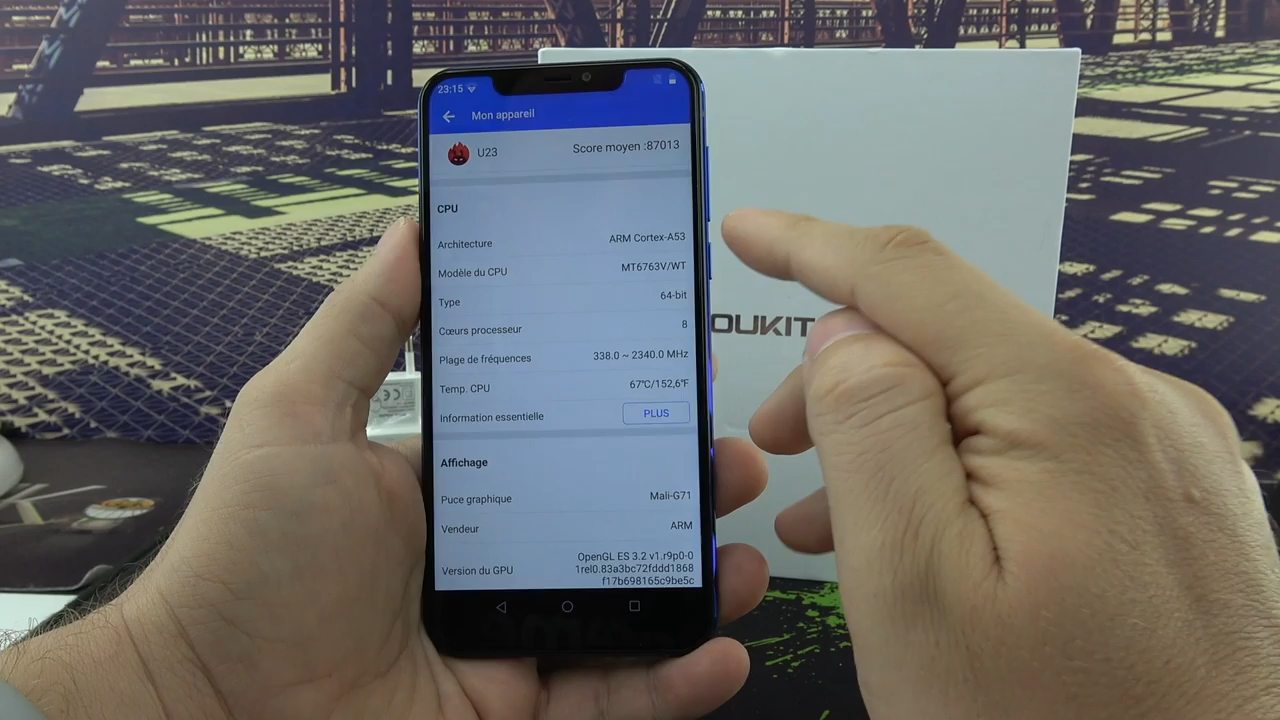 23:15
Mon appareil
U23 Score moyen :87013
CPU
Architecture ARM Cortex-A53
Modèle du CPU MT6763V/WT
Type 64-bit
Cœurs processeur 8
Plage de fréquences 338.0 ~ 2340.0 MHz
Temp. CPU 67℃/152,6℉
Information essentielle PLUS
Affichage
Puce graphique Mali-G71
Vendeur ARM
Version du GPU OpenGL ES 3.2 v1.r9p0-0
1rel0.83a3bc72fddd1868
f17b698165c9be5c
OUKIT
CE